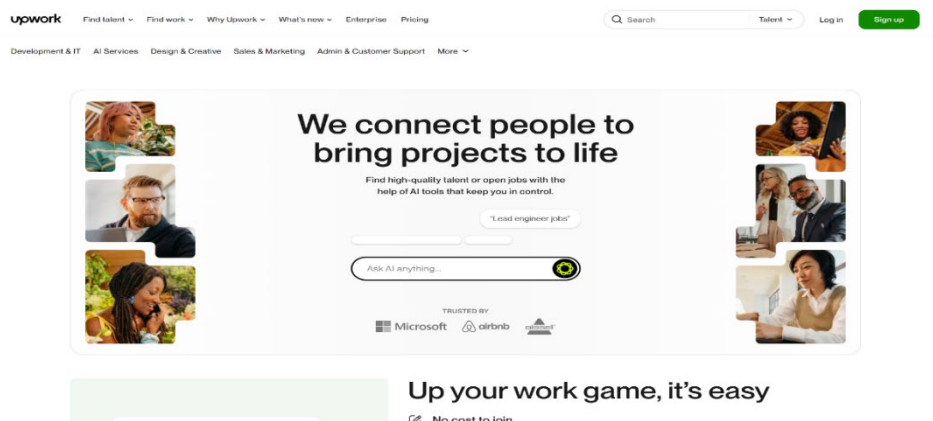 upwork
Find talent
Find work
Why Upwork
What's new
Enterprise
Pricing
Search
Talent
Log in
Sign up
Development & IT
AI Services
Design & Creative
Sales & Marketing
Admin & Customer Support
More
We connect people to
bring projects to life
Find high-quality talent or open jobs with the
help of AI tools that keep you in control.
"Lead engineer jobs"
Ask AI anything...
TRUSTED BY
Microsoft
airbnb
Up your work game, it's easy
No cost to join